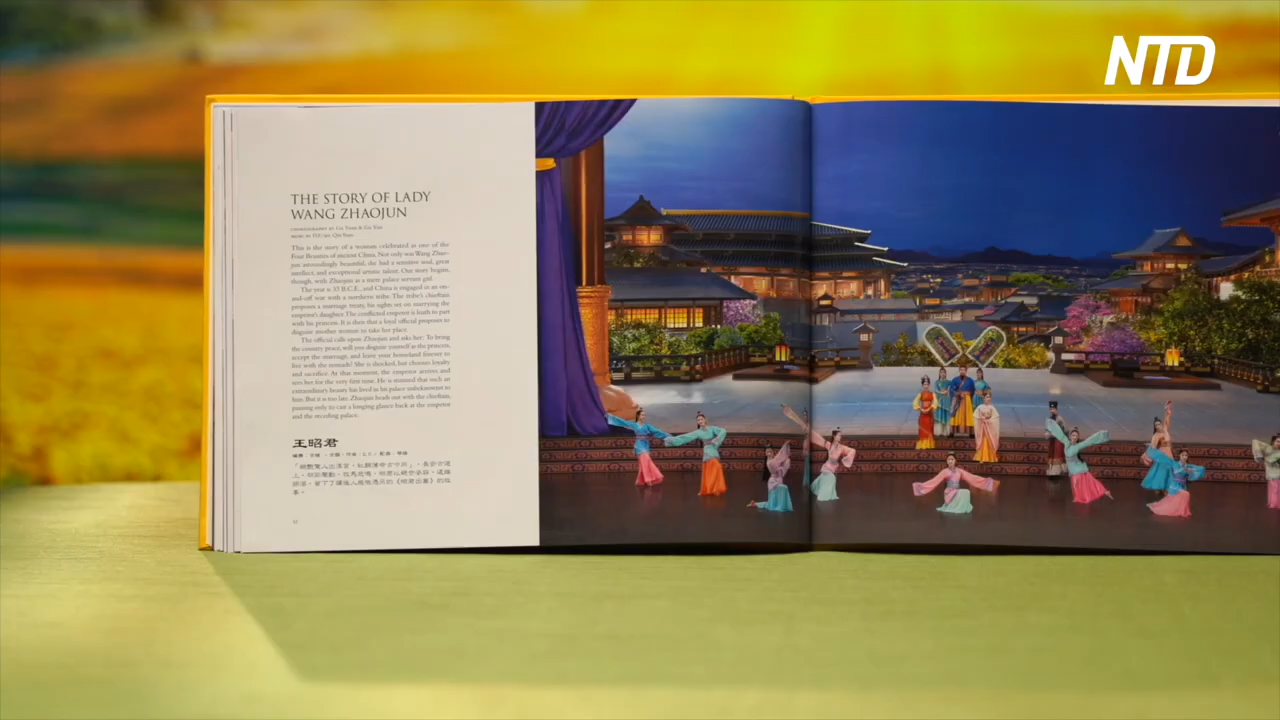 NTD
THE STORY OF LADY
WANG ZHAOJUN
CHOREOGRAPHY BY Gu Yuan & Gu Yun
MUSIC BY
This is the story of a woman celebrated as one of the
Four Beauties of ancient China. Not only was Wang Zhao-
jun astoundingly beautiful, she had a sensitive soul, great
intellect, and exceptional artistic talent. Our story begins,
though, with Zhaojun as a mere palace servant girl.
The year is 33 B.C.E., and China is engaged in an on-
and-off war with a northern tribe. The tribe's chieftain
proposes a marriage treaty, his sights set on marrying the
emperor's daughter. The conflicted emperor is loath to part
with his princess. It is then that a loyal official proposes to
disguise another woman to take her place.
The official calls upon Zhaojun and asks her: To bring
the country peace, will you disguise yourself as the princess,
accept the marriage, and leave your homeland forever to
live with the nomads? She is shocked, but chooses loyalty
and sacrifice. At that moment, the emperor arrives and
sees her for the very first time. He is stunned that such an
extraordinary beauty has lived in his palace unbeknownst to
him. But it is too late. Zhaojun heads out with the chieftain,
pausing only to cast a longing glance back at the emperor
and the receding palace.
王昭君